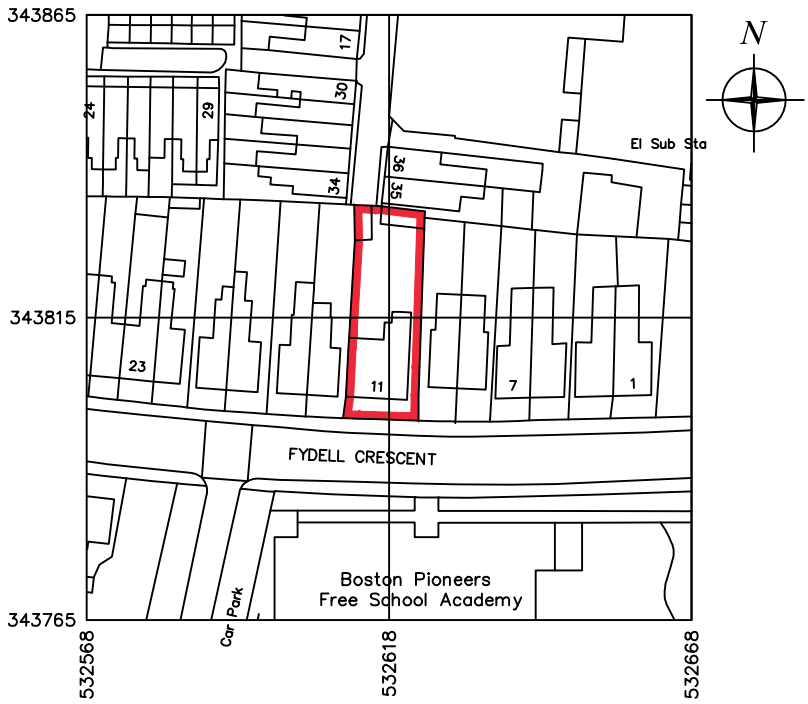 343865
N
17
30
24
29
El Sub Sta
36
34
35
343815
23
11
7
1
FYDELL CRESCENT
Boston Pioneers
Free School Academy
Car Park
343765
532568
532618
532668